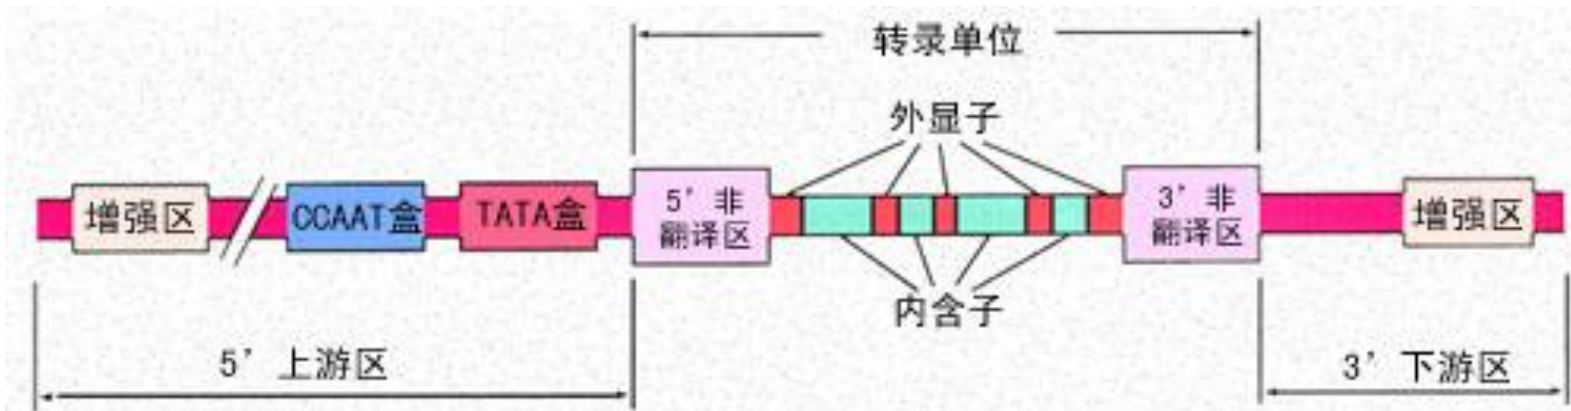 转录单位
外显子
增强区
CCAAT盒
TATA盒
5'非
翻译区
3'非
翻译区
增强区
内含子
5'上游区
3'下游区